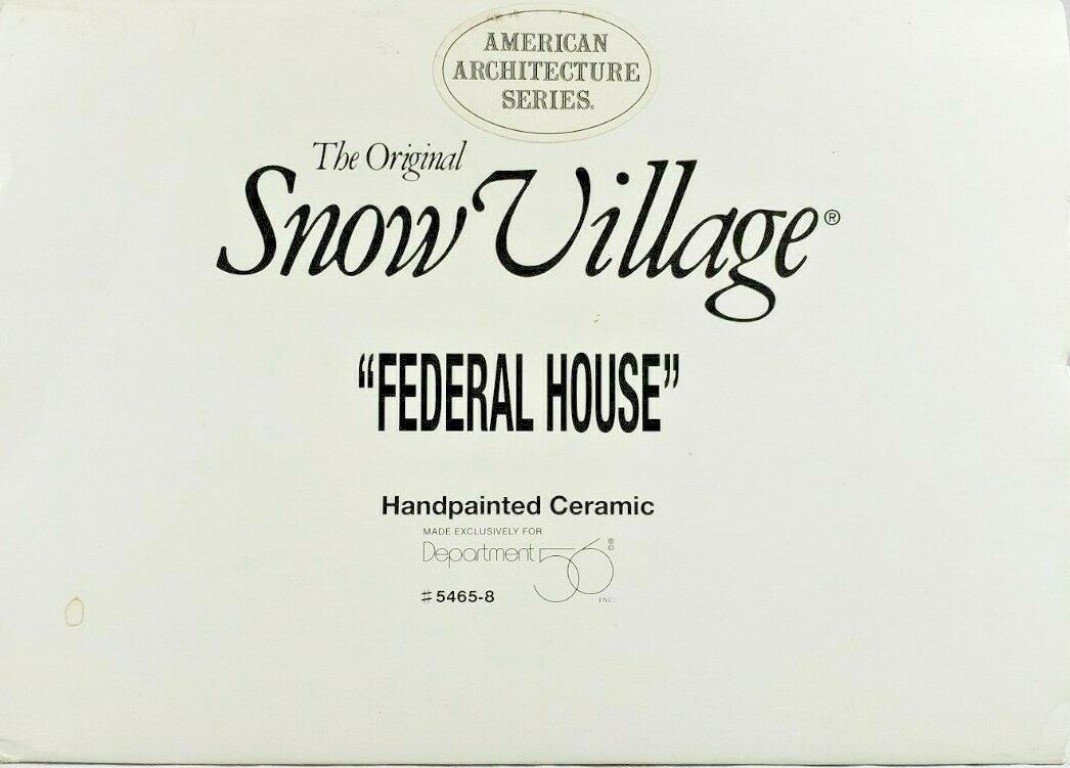 AMERICAN
ARCHITECTURE
SERIES.
The Original
Snow Village®
“FEDERAL HOUSE”
Handpainted Ceramic
MADE EXCLUSIVELY FOR
Department 56 ®©
#5465-8
INC.